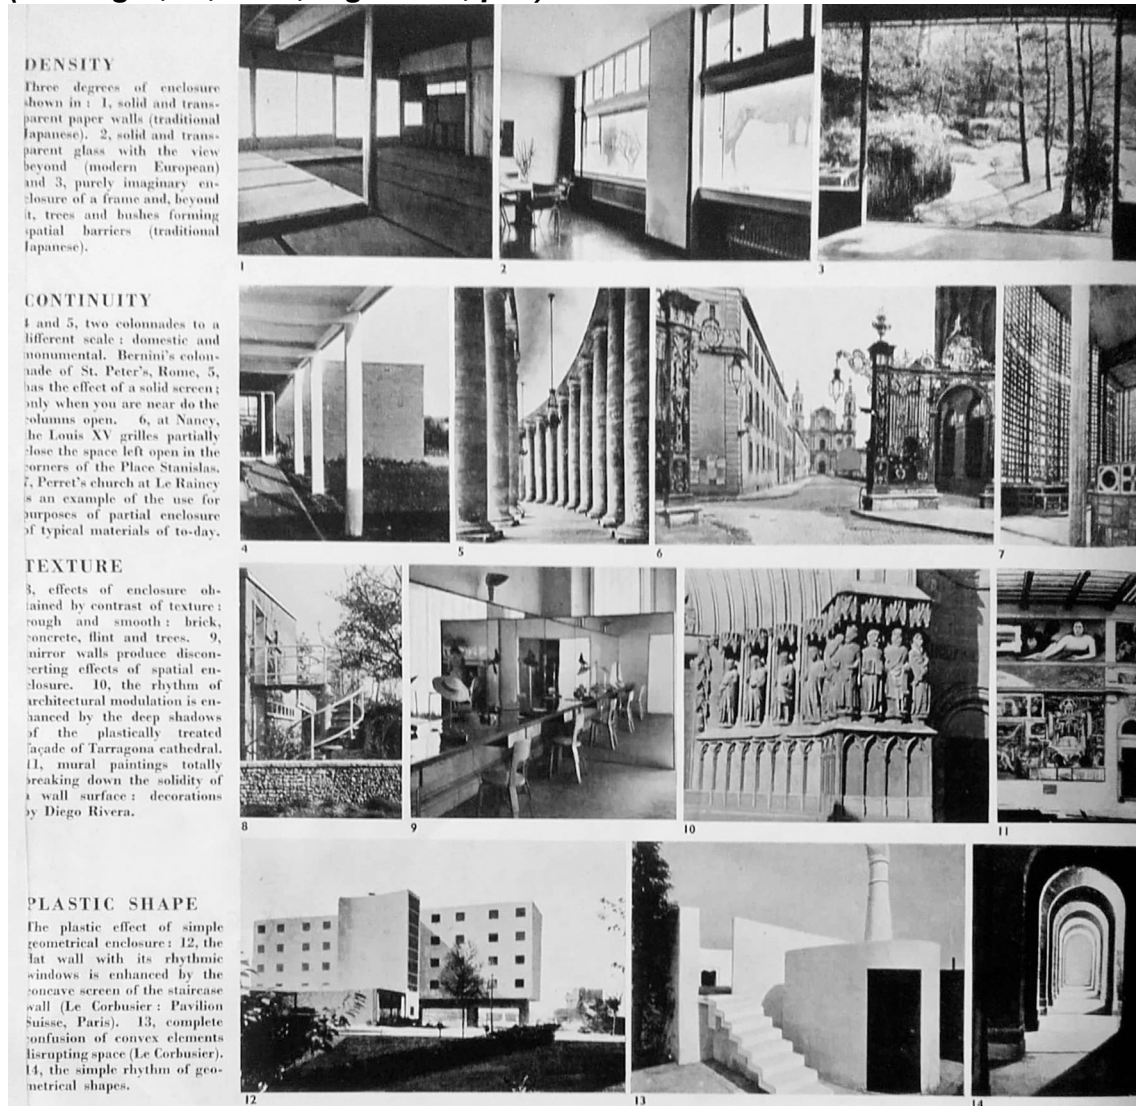 DENSITY
Three degrees of enclosure
shown in : 1, solid and trans-
parent paper walls (traditional
Japanese). 2, solid and trans-
parent glass with the view
beyond (modern European)
and 3, purely imaginary en-
closure of a frame and, beyond
it, trees and bushes forming
spatial barriers (traditional
Japanese).
1
2
3
CONTINUITY
4 and 5, two colonnades to a
different scale : domestic and
monumental. Bernini's colon-
nade of St. Peter's, Rome, 5,
has the effect of a solid screen ;
only when you are near do the
columns open. 6, at Nancy,
the Louis XV grilles partially
close the space left open in the
corners of the Place Stanislas.
7, Perret's church at Le Rainey
is an example of the use for
purposes of partial enclosure
of typical materials of to-day.
4
5
6
7
TEXTURE
8, effects of enclosure ob-
tained by contrast of texture :
rough and smooth : brick,
concrete, flint and trees. 9,
mirror walls produce discon-
certing effects of spatial en-
closure. 10, the rhythm of
architectural modulation is en-
hanced by the deep shadows
of the plastically treated
façade of Tarragona cathedral.
11, mural paintings totally
breaking down the solidity of
a wall surface : decorations
by Diego Rivera.
8
9
10
11
PLASTIC SHAPE
The plastic effect of simple
geometrical enclosure : 12, the
flat wall with its rhythmic
windows is enhanced by the
concave screen of the staircase
wall (Le Corbusier : Pavilion
Suisse, Paris). 13, complete
confusion of convex elements
disrupting space (Le Corbusier).
14, the simple rhythm of geo-
metrical shapes.
12
13
14